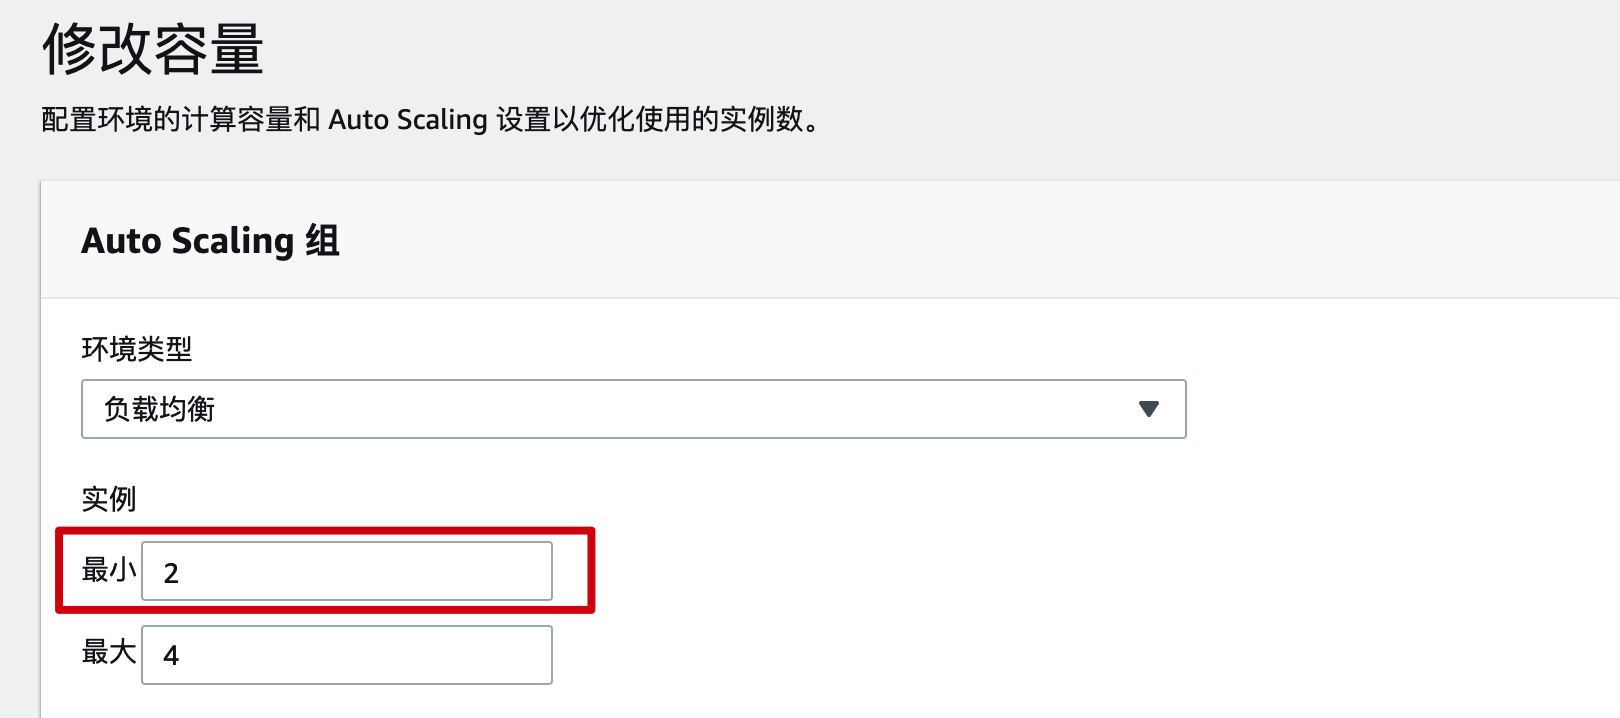 修改容量
配置环境的计算容量和 Auto Scaling 设置以优化使用的实例数。
Auto Scaling 组
环境类型
负载均衡
实例
最小 2
最大 4